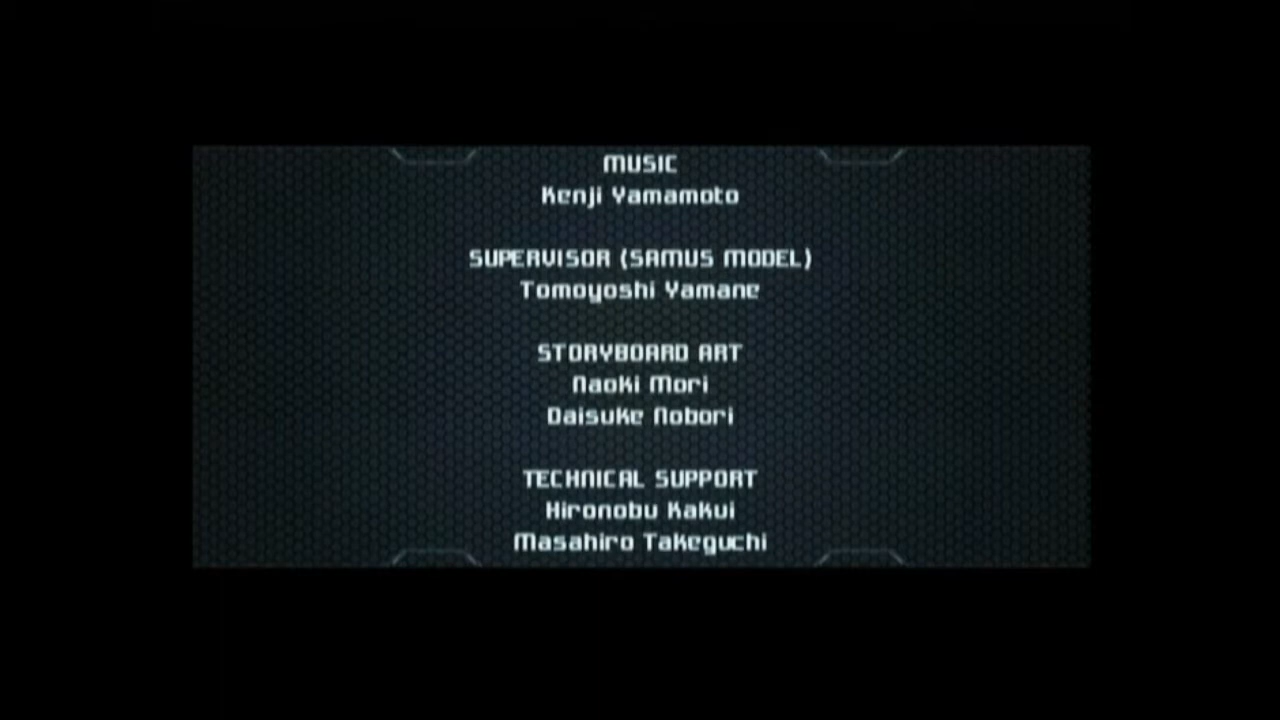 MUSIC
Kenji Yamamoto
SUPERVISOR (SAMUS MODEL)
Tomoyoshi Yamane
STORYBOARD ART
Naoki Mori
Daisuke Nobori
TECHNICAL SUPPORT
Hironobu Kakui
Masahiro Takeguchi